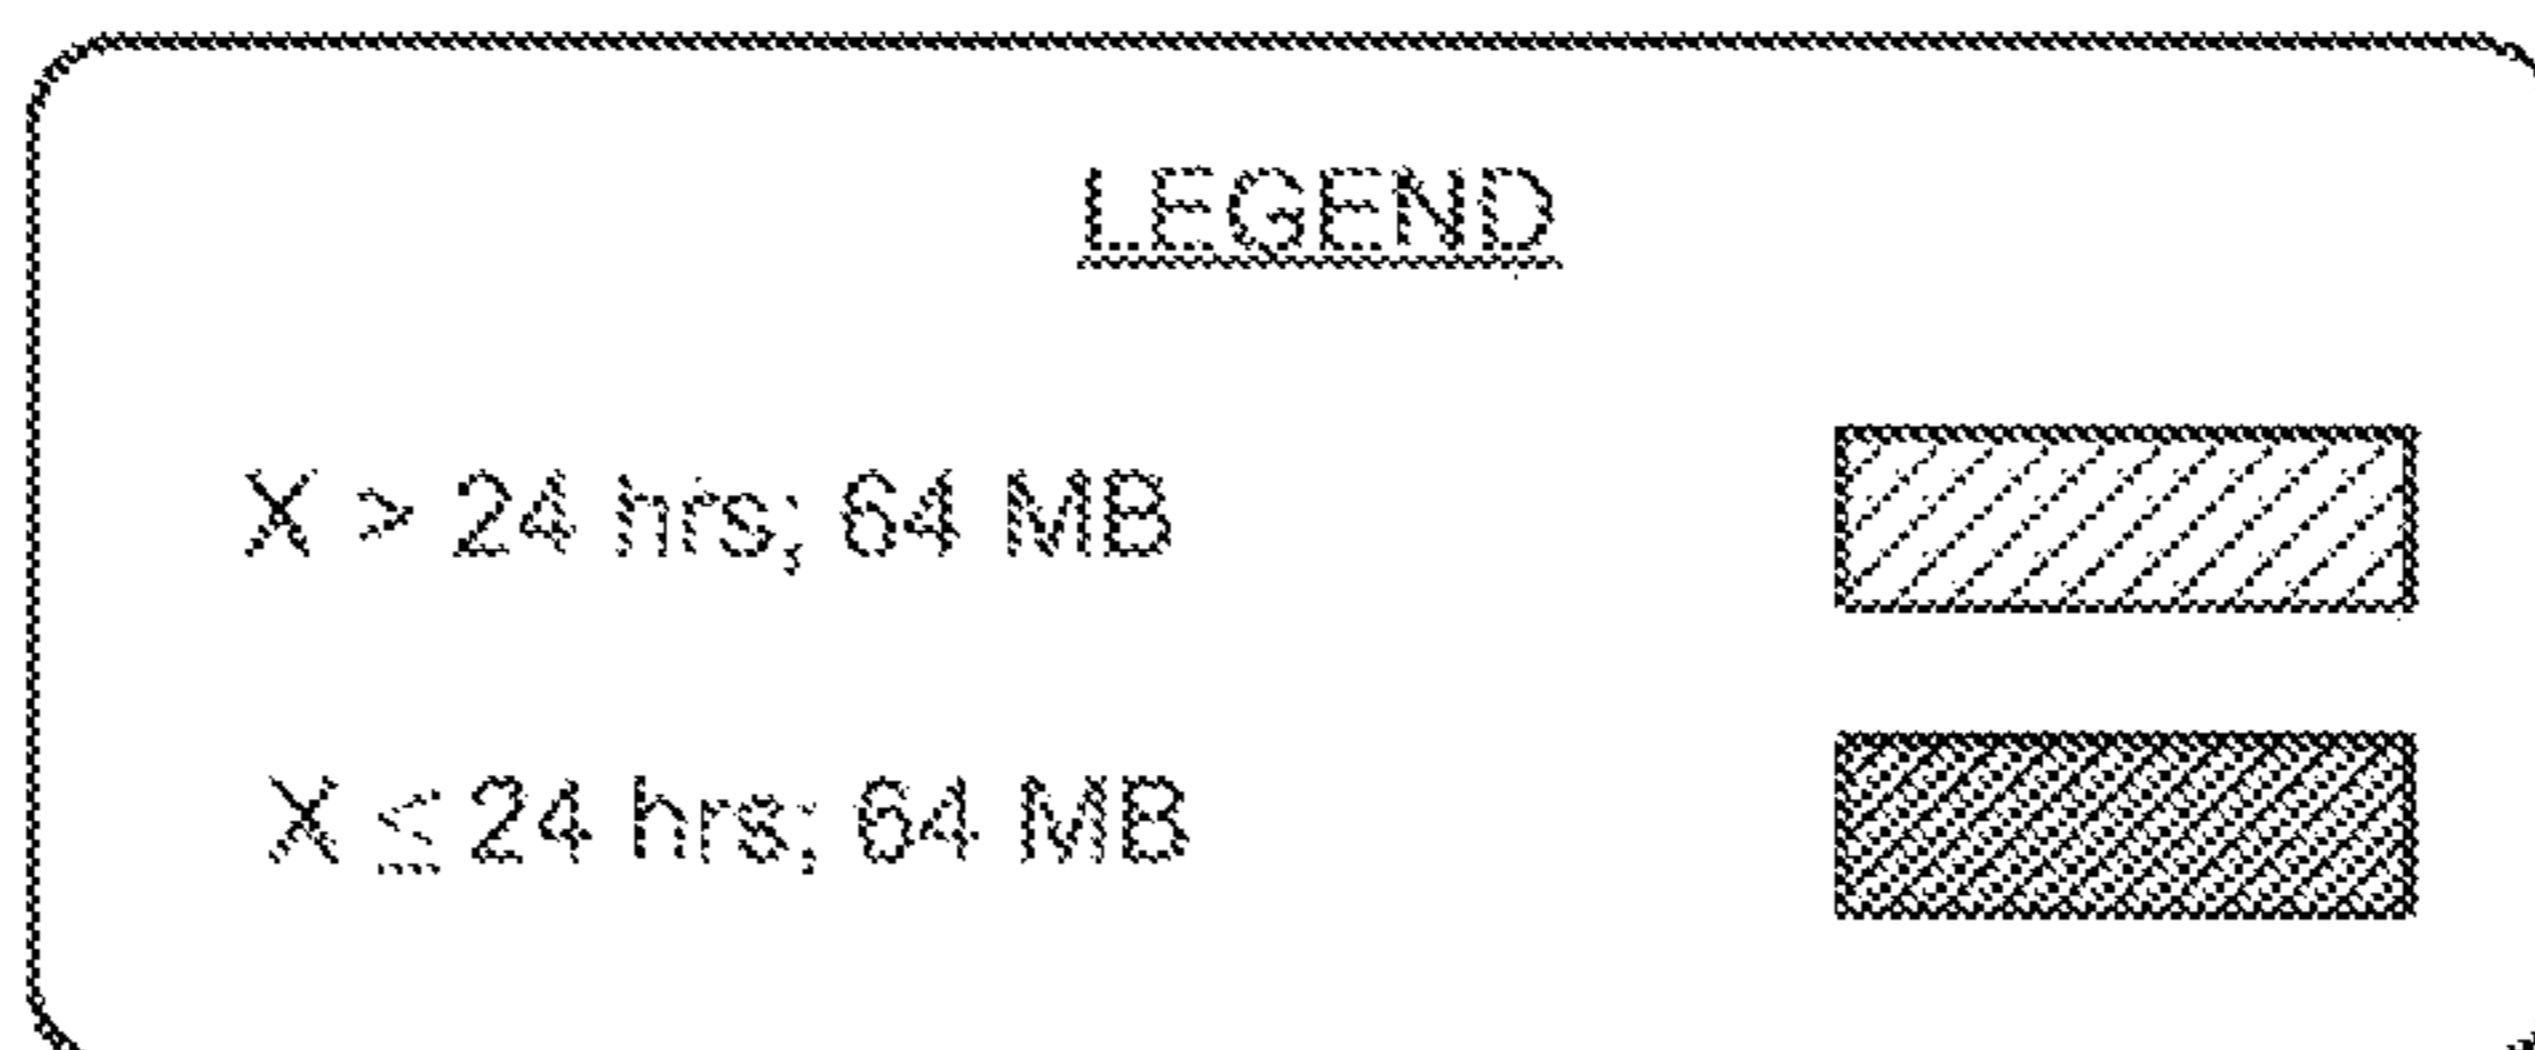 LEGEND
X > 24 hrs; 64 MB
X ≤ 24 hrs; 64 MB